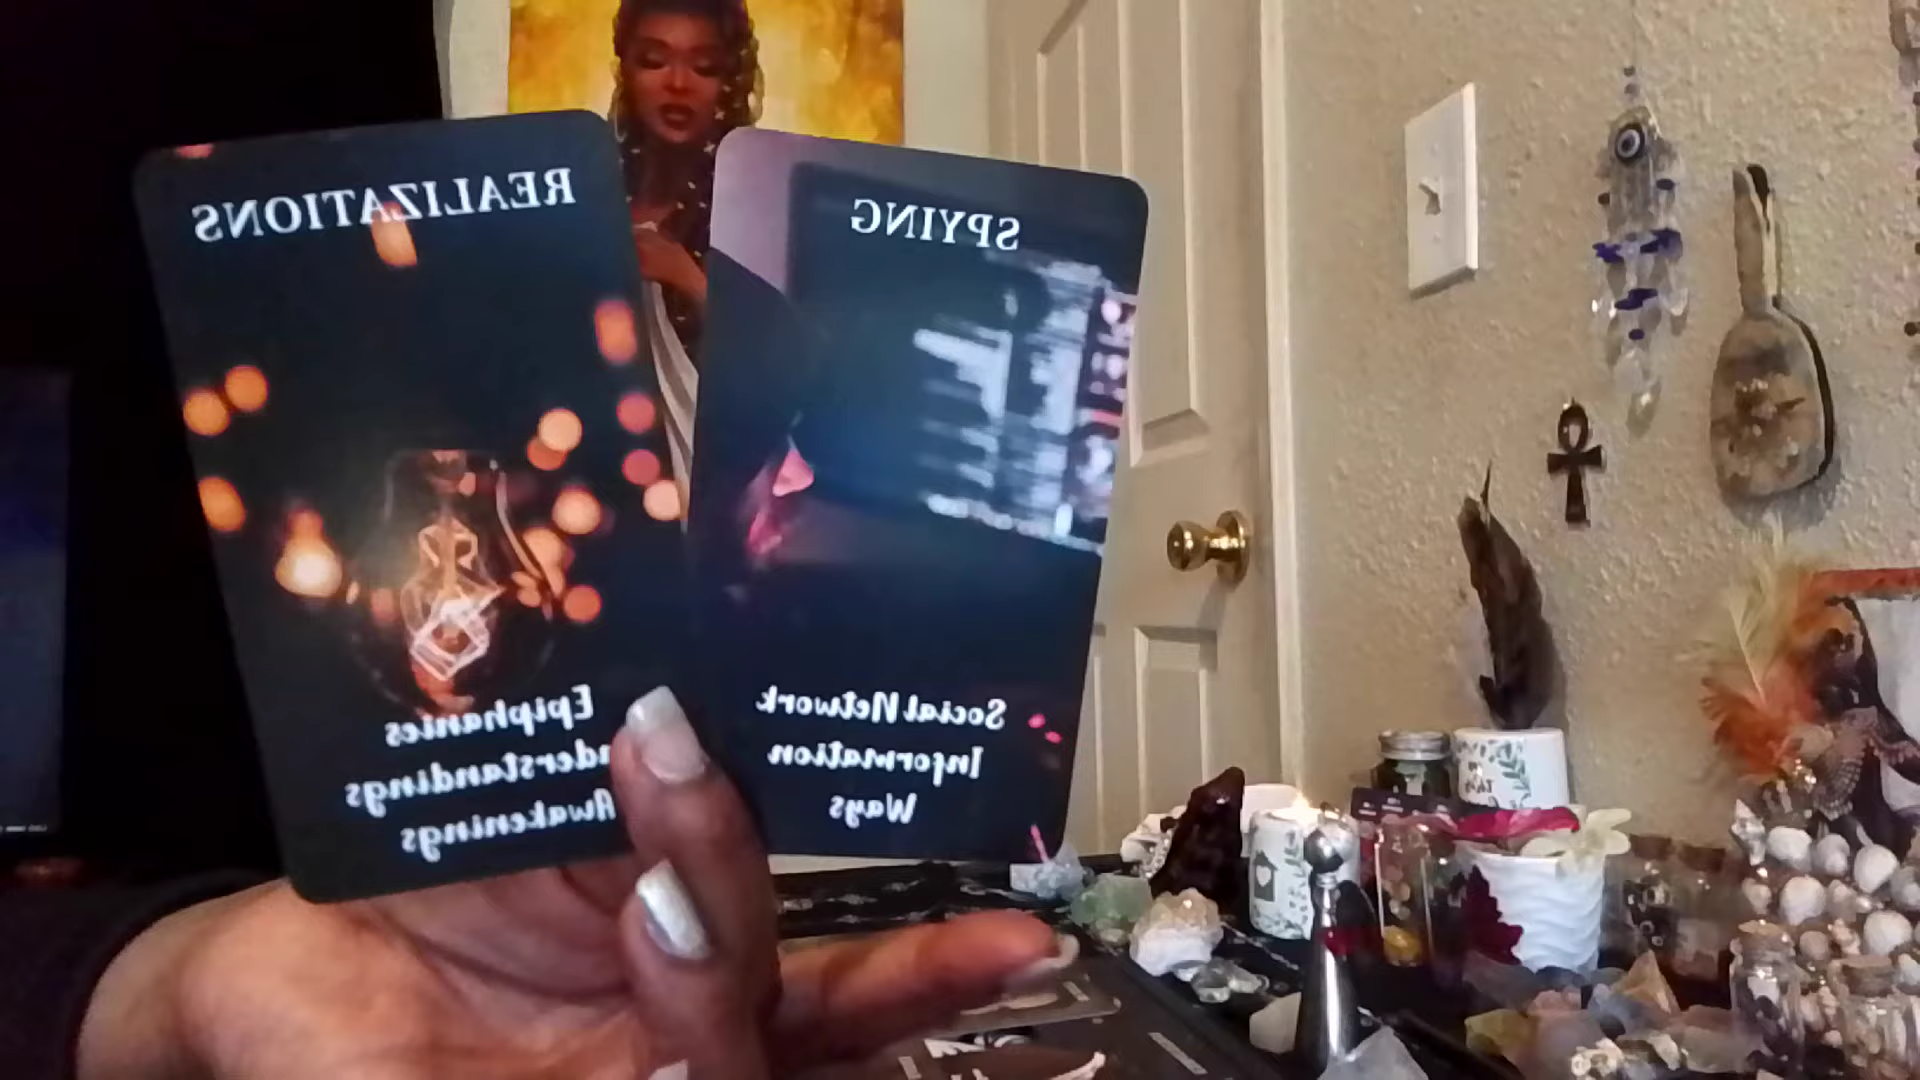 REALIZATIONS
Epiphanies
nderstandings
Awakenings
SPYING
Social Network
Information
Ways